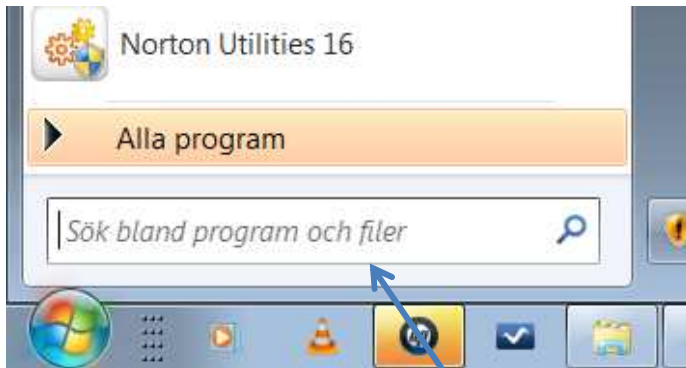 Norton Utilities 16
Alla program
Sök bland program och filer